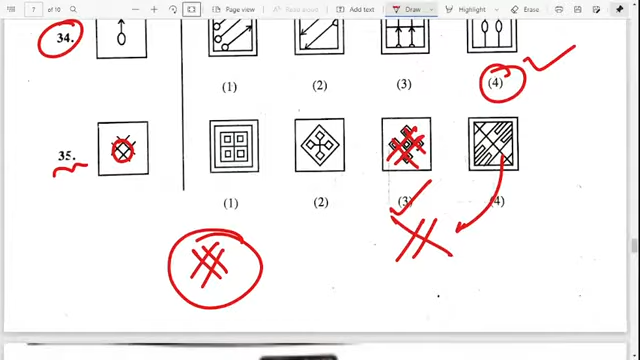 7 of 10
Page view
Add text
Draw
Highlight
Erase
34.
(1) (2) (3) (4)
35.
(1) (2) (3) (4)